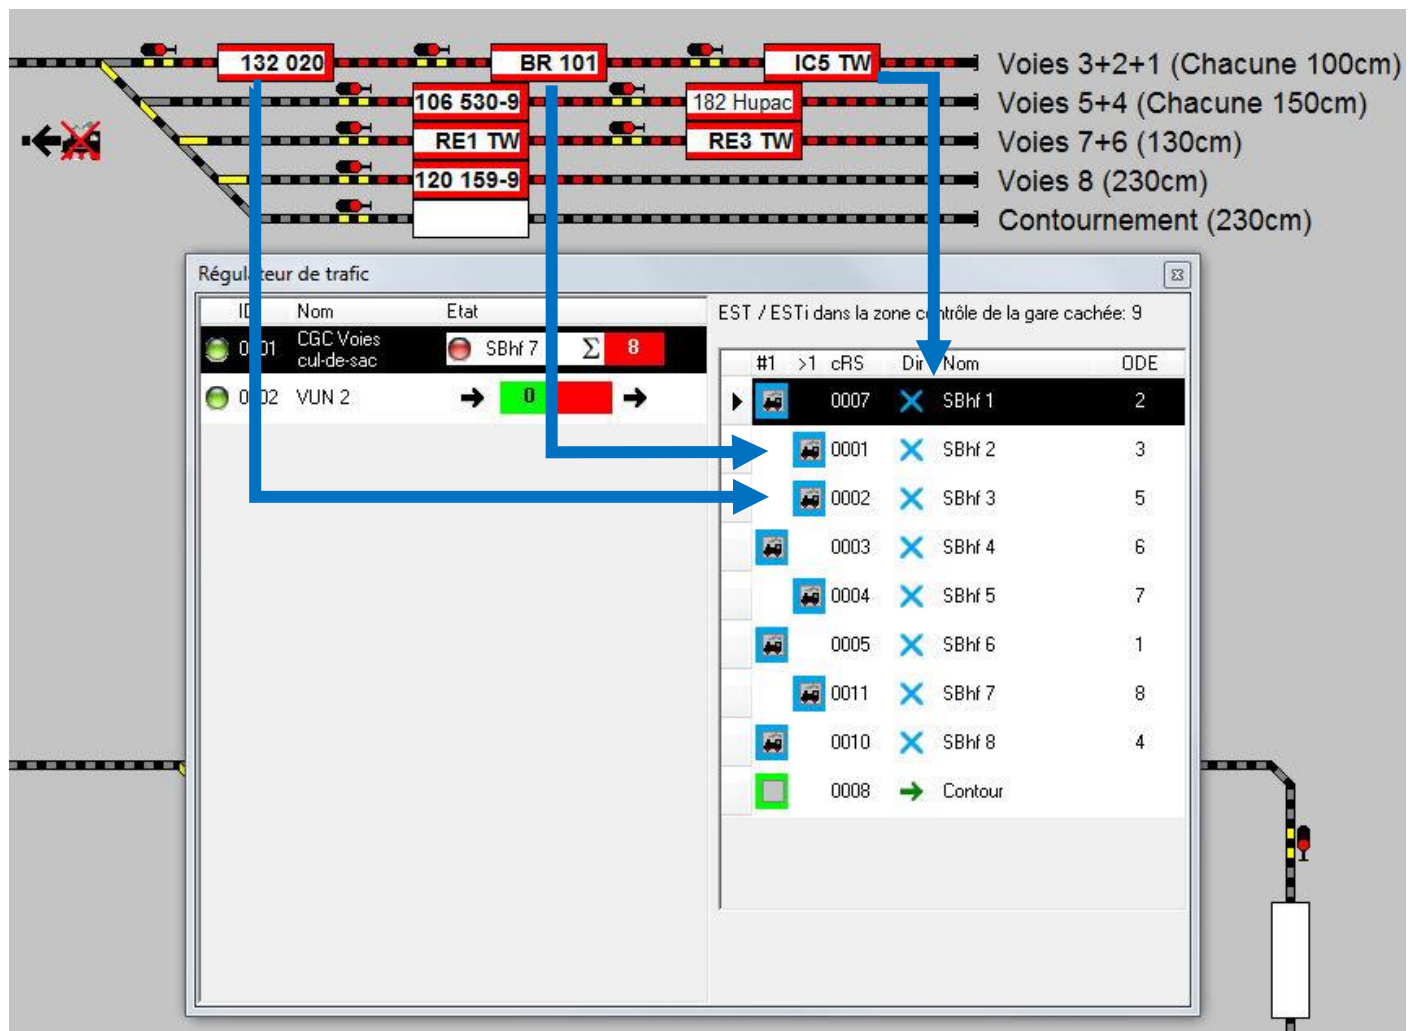 132 020 BR 101 IC5 TW Voies 3+2+1 (Chacune 100cm)
106 530-9 182 Hupac Voies 5+4 (Chacune 150cm)
RE1 TW RE3 TW Voies 7+6 (130cm)
120 159-9 Voies 8 (230cm)
Contournement (230cm)
Régulateur de trafic
Nom Etat
CGC Voies
cul-de-sac
SBhf 7 Σ 8
VUN 2 0
EST / ESTi dans la zone contrôle de la gare cachée: 9
#1 >1 cRS Dir Nom ODE
0007 SBhf 1 2
0001 SBhf 2 3
0002 SBhf 3 5
0003 SBhf 4 6
0004 SBhf 5 7
0005 SBhf 6 1
0011 SBhf 7 8
0010 SBhf 8 4
0008 Contour